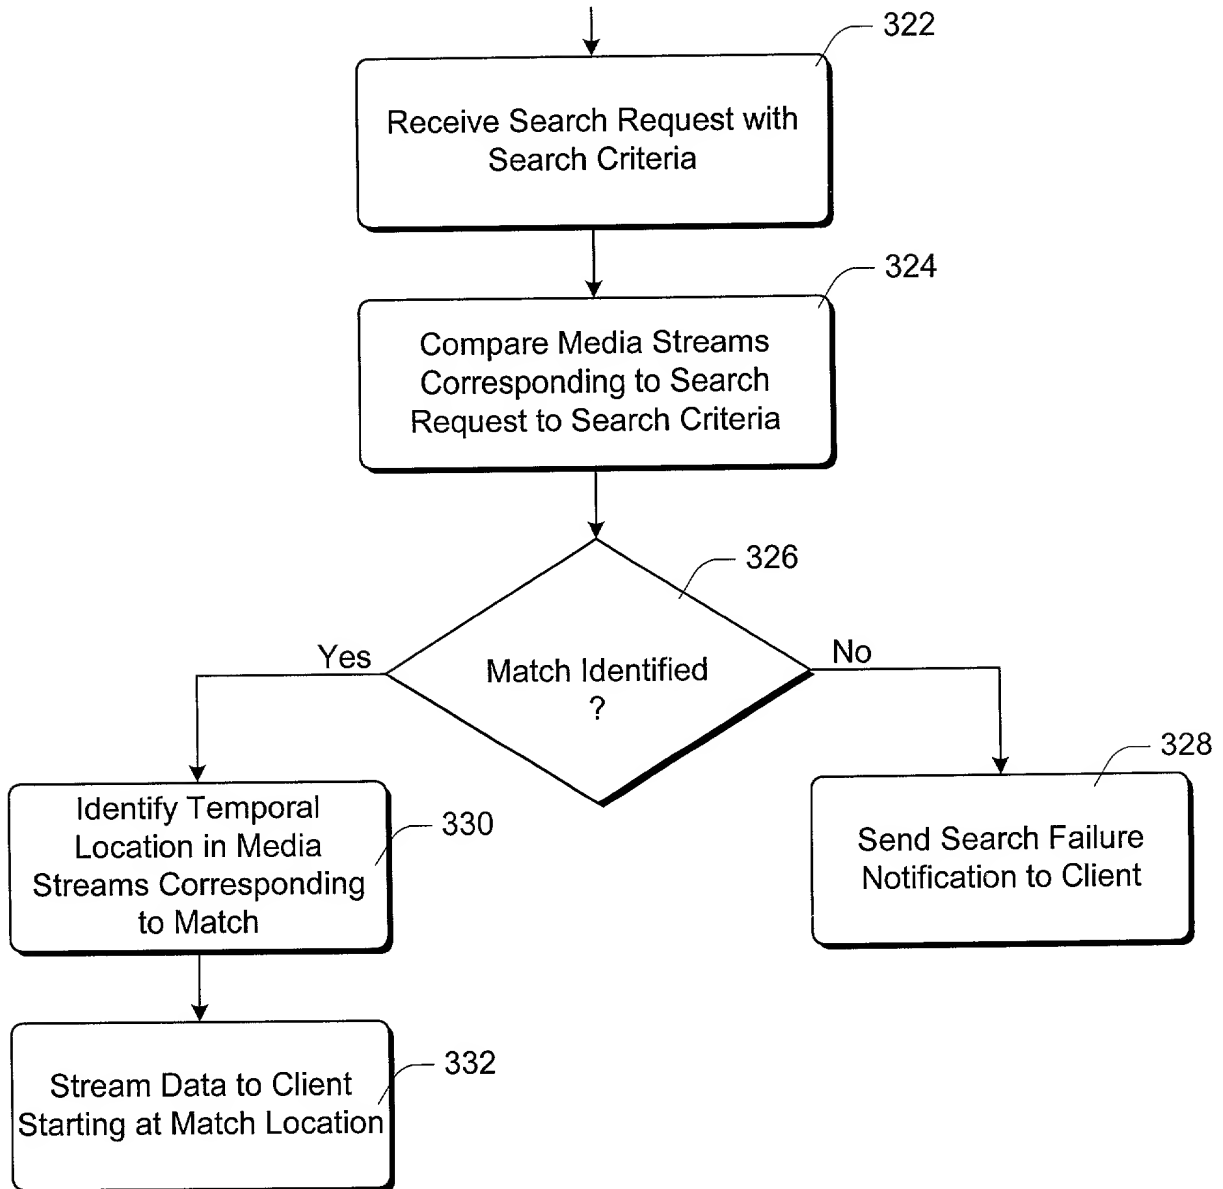 322
Receive Search Request with
Search Criteria
324
Compare Media Streams
Corresponding to Search
Request to Search Criteria
326
Yes
No
Match Identified
?
328
Identify Temporal
Location in Media
Streams Corresponding
to Match
330
Send Search Failure
Notification to Client
332
Stream Data to Client
Starting at Match Location